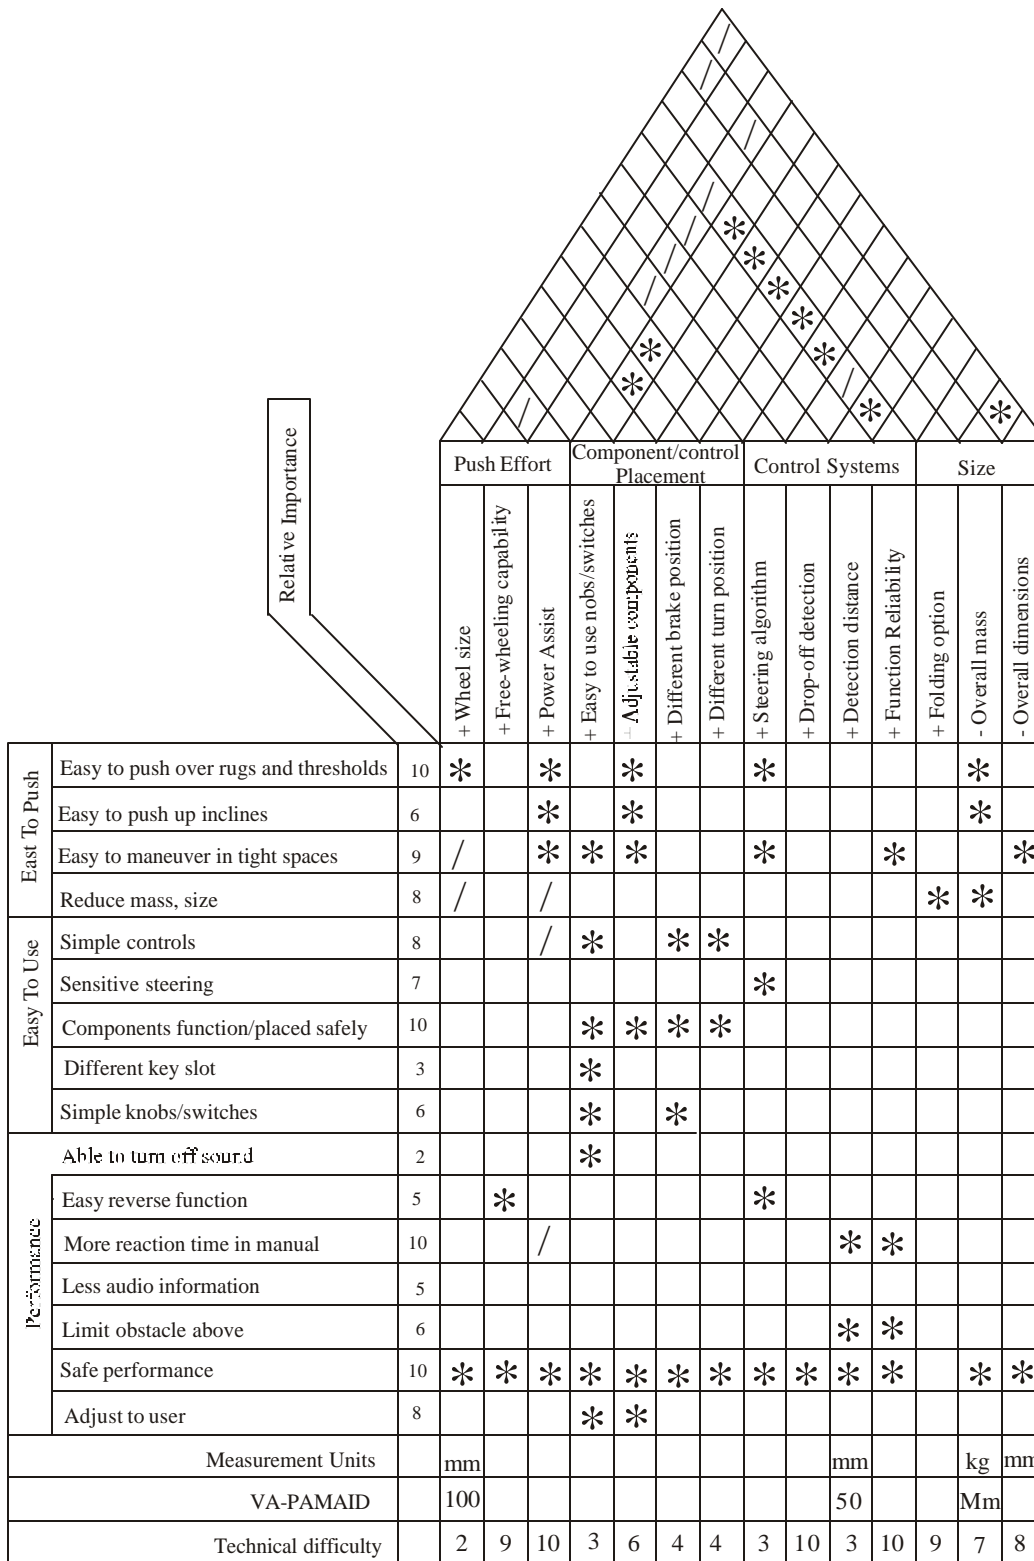 Relative Importance
Push Effort
Component/control
Placement
Control Systems
Size
+ Wheel size
+ Free-wheeling capability
+ Power Assist
+ Easy to use nobs/switches
+ Adjustable components
+ Different brake position
+ Different turn position
+ Steering algorithm
+ Drop-off detection
+ Detection distance
+ Function Reliability
+ Folding option
- Overall mass
- Overall dimensions
East To Push
Easy to push over rugs and thresholds 10 * * * * *
Easy to push up inclines 6 * * *
Easy to maneuver in tight spaces 9 / * * * * * *
Reduce mass, size 8 / / * *
Easy To Use
Simple controls 8 / * * *
Sensitive steering 7 *
Components function/placed safely 10 * * * *
Different key slot 3 *
Simple knobs/switches 6 * *
Performance
Able to turn off sound 2 *
Easy reverse function 5 * *
More reaction time in manual 10 / * *
Less audio information 5
Limit obstacle above 6 * *
Safe performance 10 * * * * * * * * * * * * *
Adjust to user 8 * *
Measurement Units mm mm kg mm
VA-PAMAID 100 50 Mm
Technical difficulty 2 9 10 3 6 4 4 3 10 3 10 9 7 8